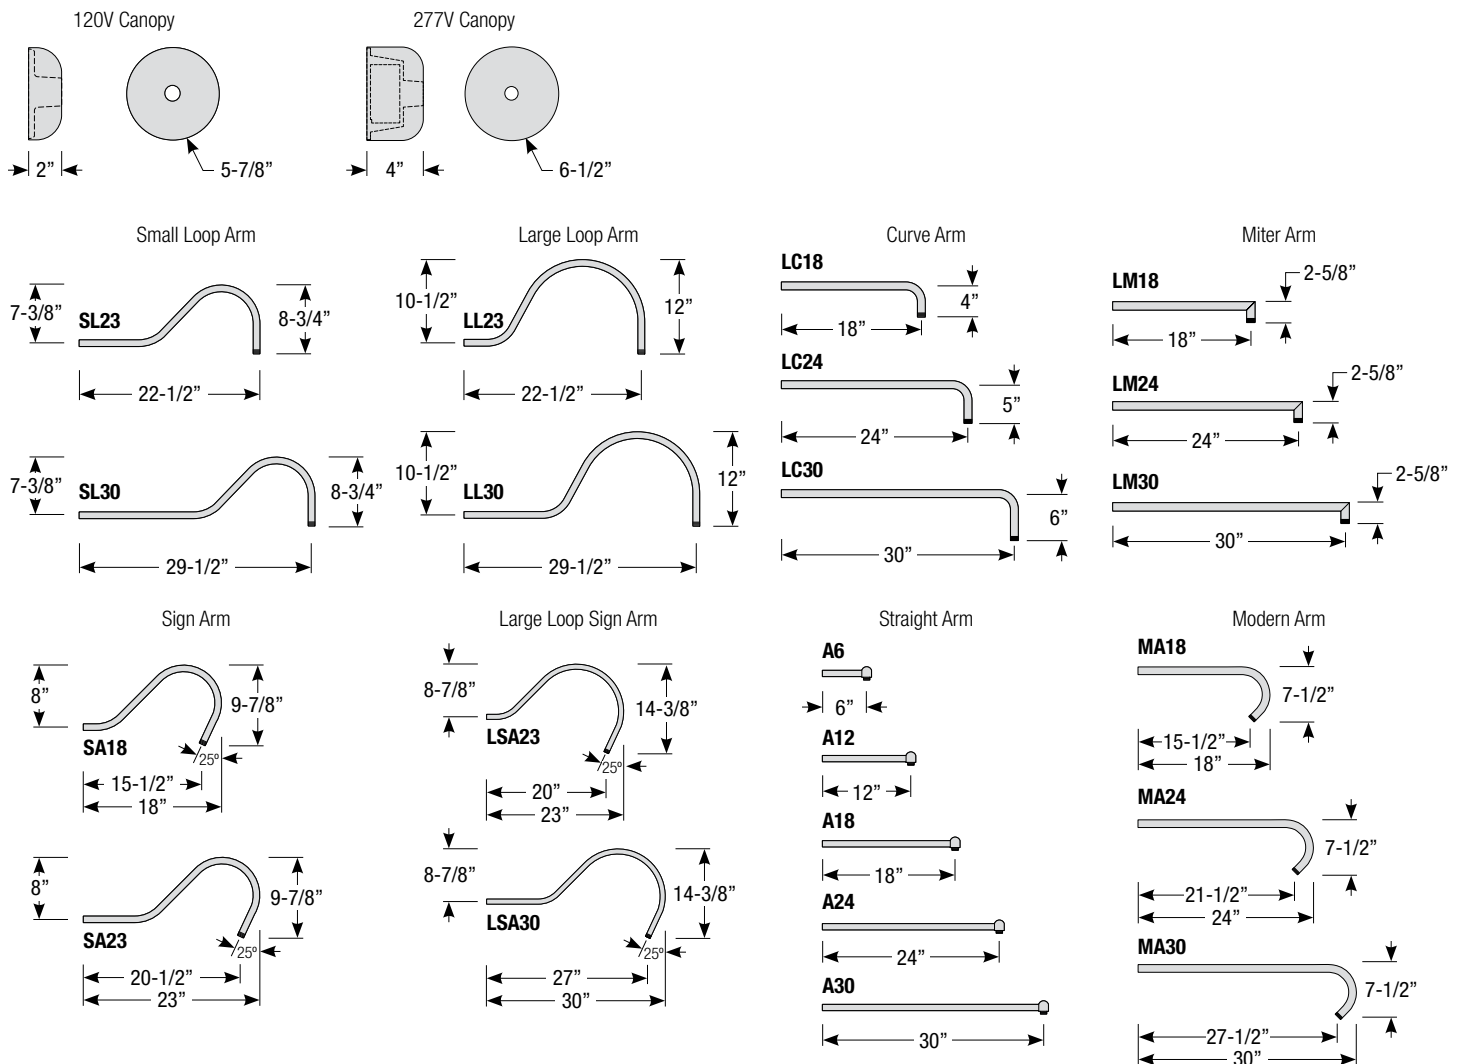 120V Canopy
277V Canopy
2”
5-7/8”
4”
6-1/2”
Small Loop Arm
7-3/8”
SL23
8-3/4”
22-1/2”
7-3/8”
SL30
8-3/4”
29-1/2”
Large Loop Arm
10-1/2”
LL23
12”
22-1/2”
10-1/2”
LL30
12”
29-1/2”
Curve Arm
LC18
4”
18”
LC24
5”
24”
LC30
6”
30”
Miter Arm
LM18
2-5/8”
18”
LM24
2-5/8”
24”
LM30
2-5/8”
30”
Sign Arm
8”
9-7/8”
SA18
25º
15-1/2”
18”
8”
9-7/8”
SA23
25º
20-1/2”
23”
Large Loop Sign Arm
8-7/8”
14-3/8”
LSA23
25º
20”
23”
8-7/8”
14-3/8”
LSA30
25º
27”
30”
Straight Arm
A6
6”
A12
12”
A18
18”
A24
24”
A30
30”
Modern Arm
MA18
7-1/2”
15-1/2”
18”
MA24
7-1/2”
21-1/2”
24”
MA30
7-1/2”
27-1/2”
30”